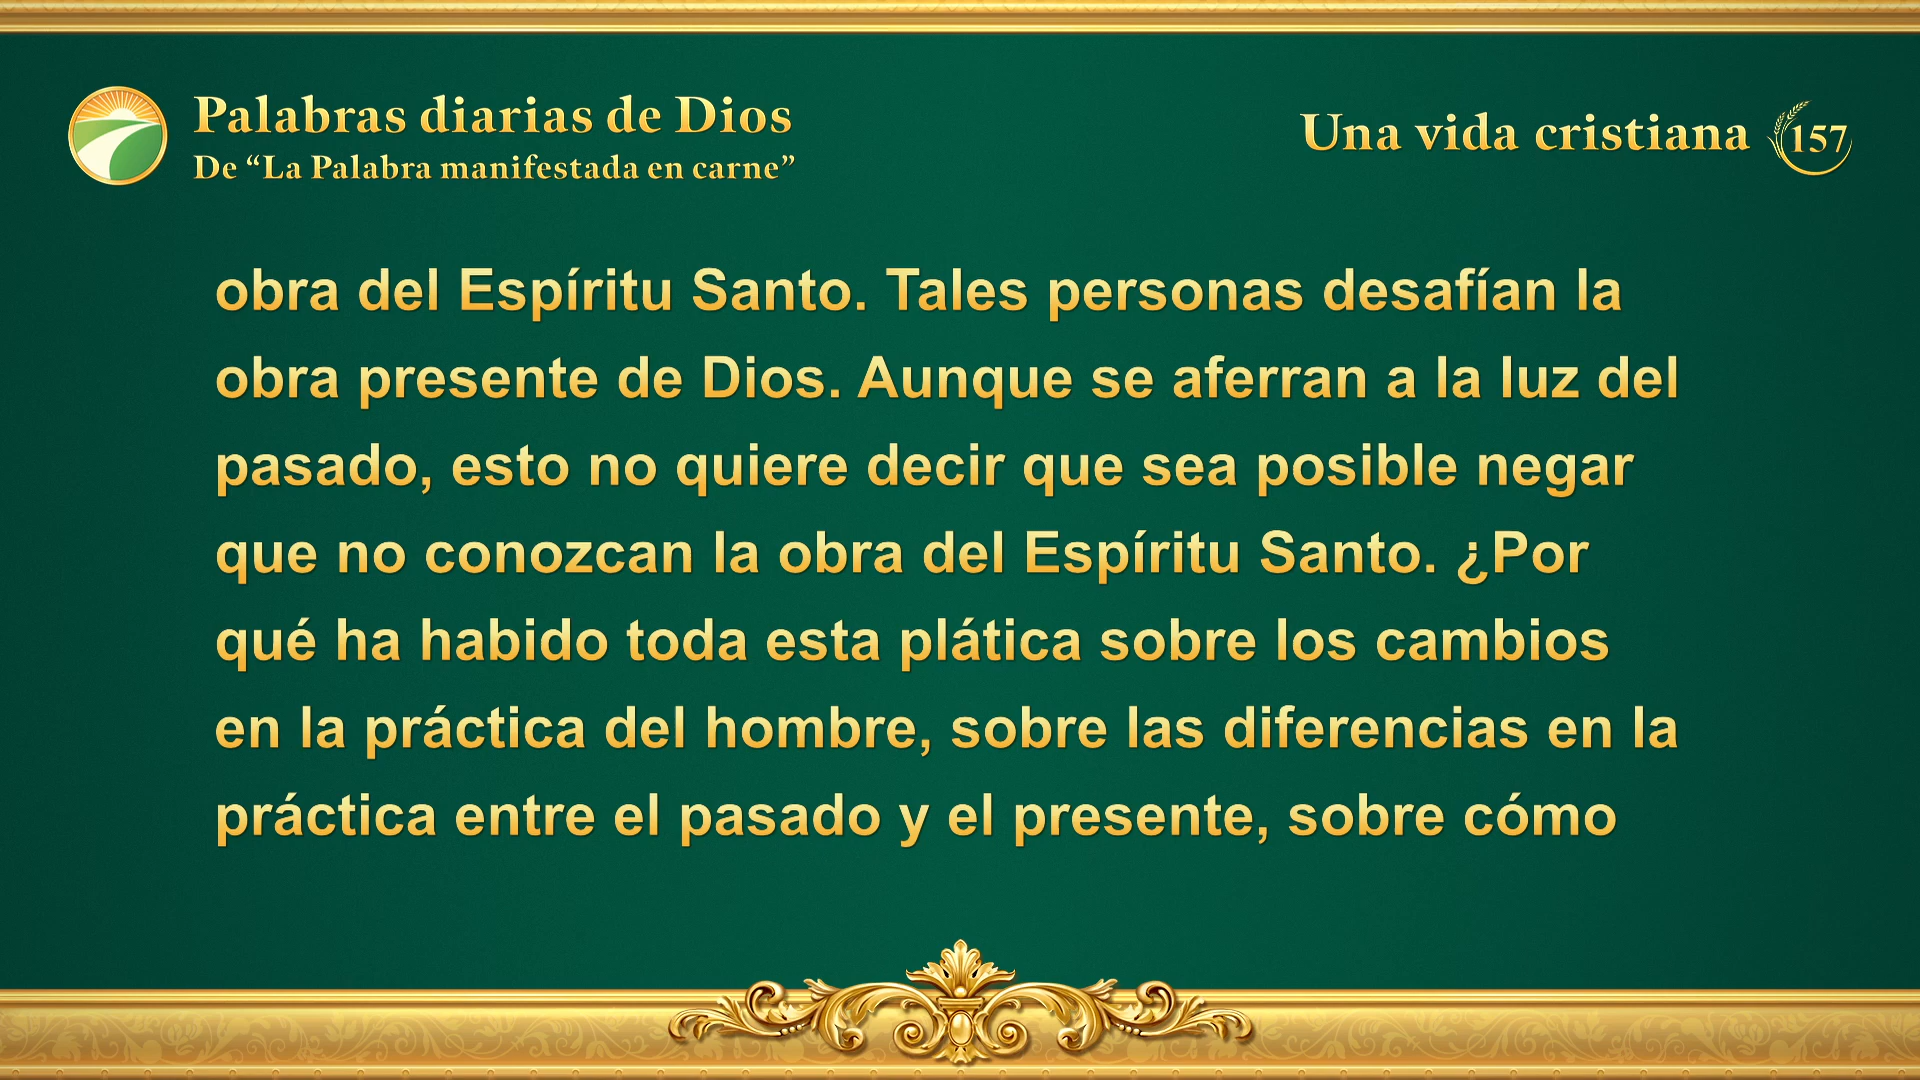 Palabras diarias de Dios
De “La Palabra manifestada en carne”
Una vida cristiana 157
obra del Espíritu Santo. Tales personas desafían la
obra presente de Dios. Aunque se aferran a la luz del
pasado, esto no quiere decir que sea posible negar
que no conozcan la obra del Espíritu Santo. ¿Por
qué ha habido toda esta plática sobre los cambios
en la práctica del hombre, sobre las diferencias en la
práctica entre el pasado y el presente, sobre cómo